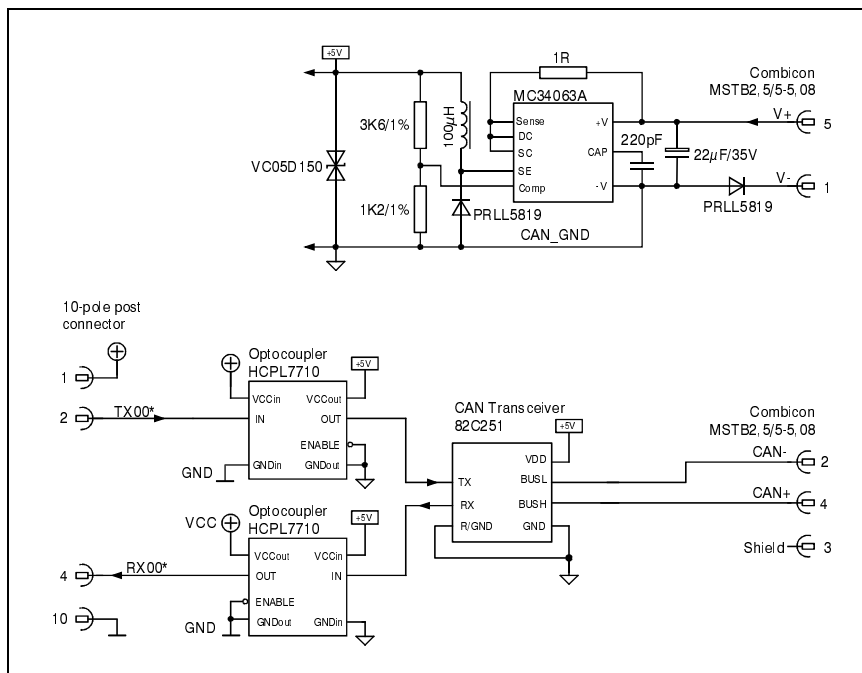 +5V
1R
Combicon
MSTB2,5/5-5,08
MC34063A
V+
5
3K6/1%
100µH
Sense
+V
DC
220pF
22µF/35V
SC
CAP
VC05D150
SE
V-
1
Comp
-V
1K2/1%
PRLL5819
PRLL5819
CAN_GND
10-pole post
connector
1
Optocoupler
HCPL7710
+5V
VCCin
VCCout
2
TX00*
IN
OUT
CAN Transceiver
82C251
+5V
Combicon
MSTB2,5/5-5,08
ENABLE
GND
GNDin
GNDout
VDD
CAN-
2
TX
BUSL
Optocoupler
HCPL7710
RX
BUSH
CAN+
4
VCC
+5V
R/GND
GND
Shield
3
VCCout
VCCin
4
RX00*
OUT
IN
ENABLE
10
GND
GNDout
GNDin